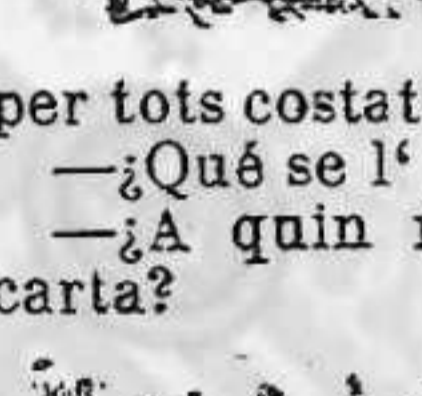 per tots costat
—¿Qué se l‘
—¿A quin
carta?